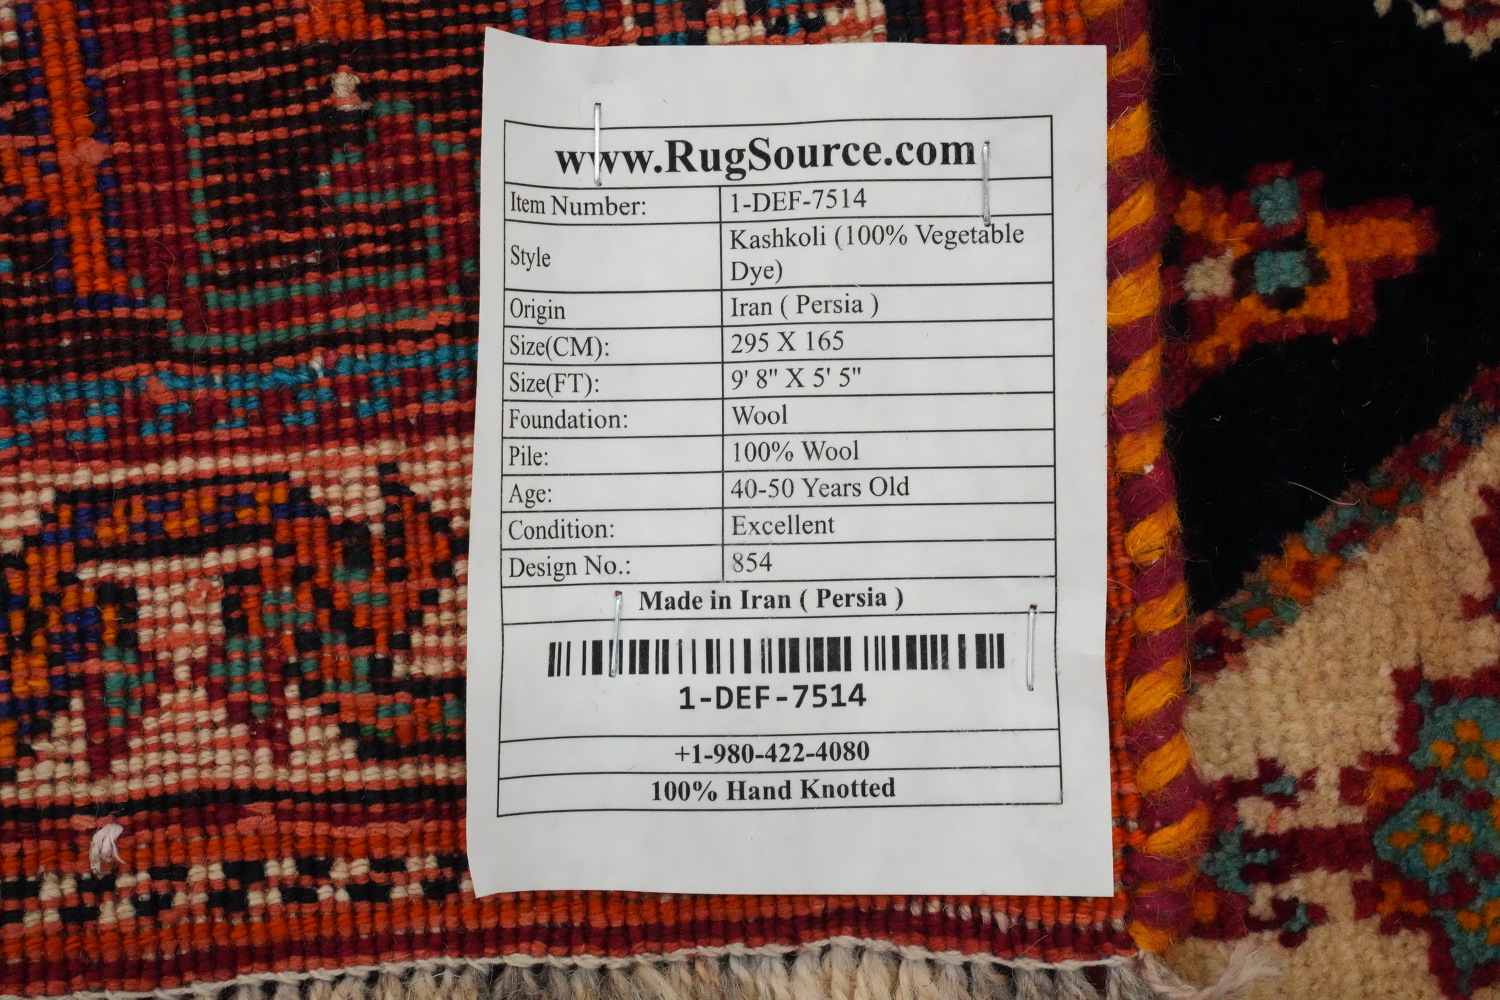 www.RugSource.com
Item Number: 1-DEF-7514
Style Kashkoli (100% Vegetable
Dye)
Origin Iran ( Persia )
Size(CM): 295 X 165
Size(FT): 9' 8" X 5' 5"
Foundation: Wool
Pile: 100% Wool
Age: 40-50 Years Old
Condition: Excellent
Design No.: 854
Made in Iran ( Persia )
1-DEF-7514
+1-980-422-4080
100% Hand Knotted